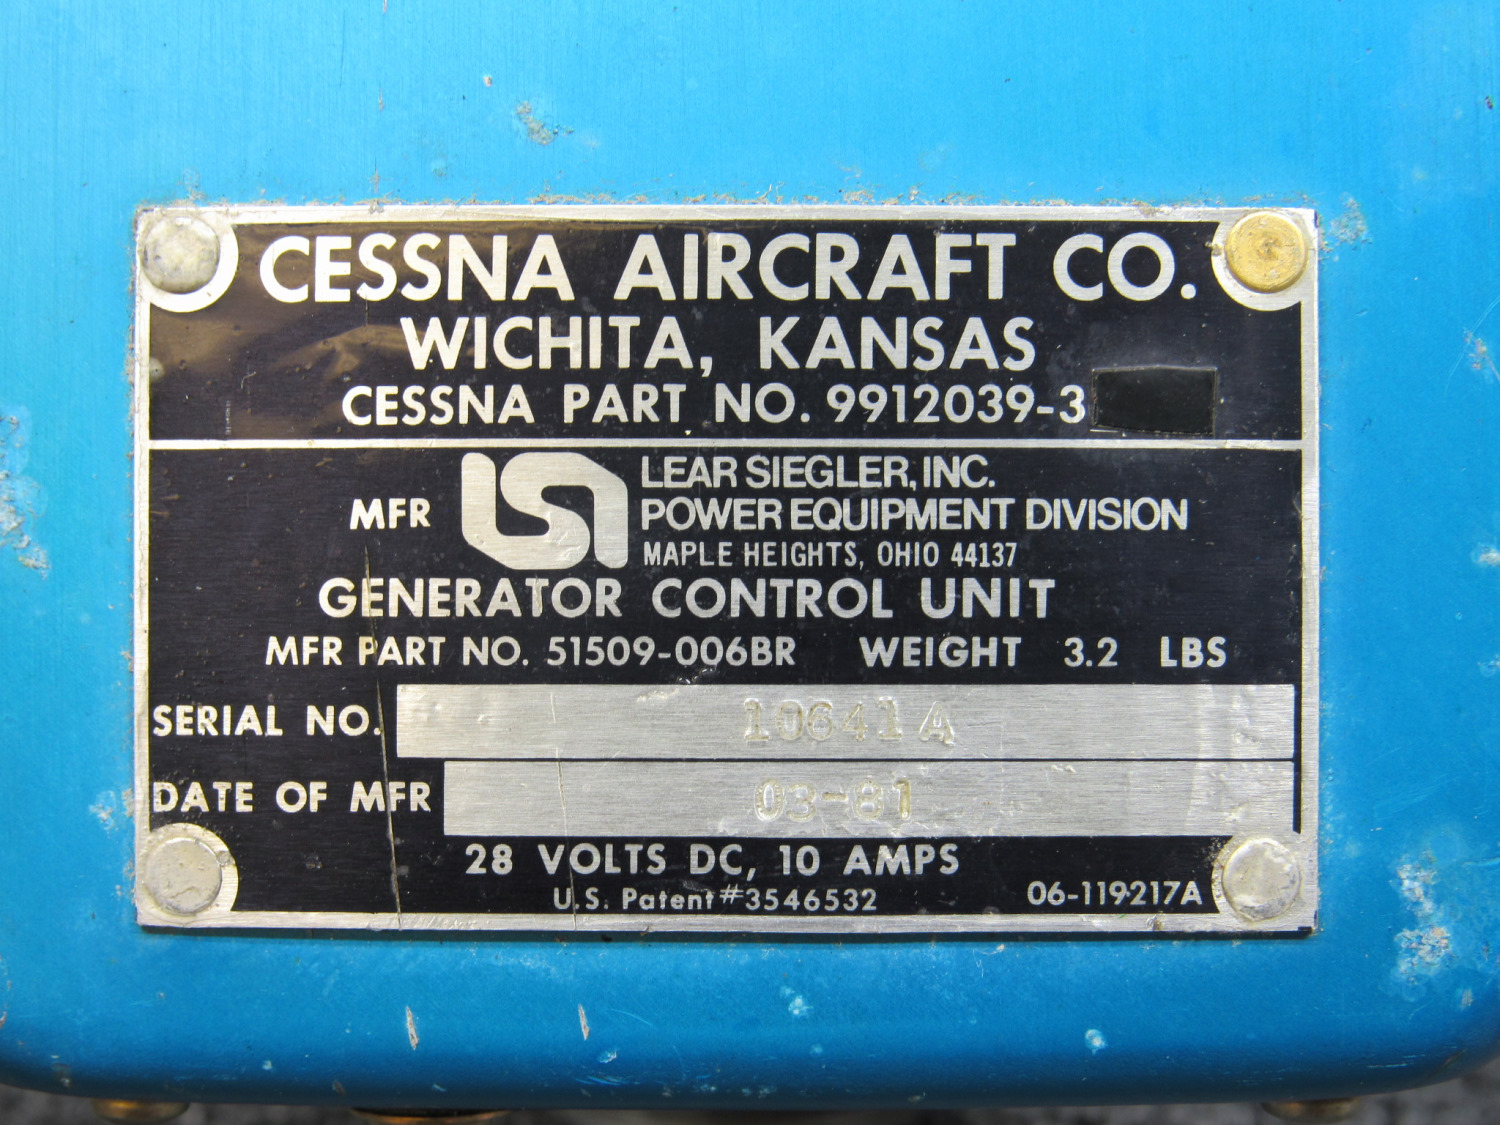 CESSNA AIRCRAFT CO.
WICHITA, KANSAS
CESSNA PART NO. 9912039-3
MFR
LEAR SIEGLER, INC.
POWER EQUIPMENT DIVISION
MAPLE HEIGHTS, OHIO 44137
GENERATOR CONTROL UNIT
MFR PART NO. 51509-006BR WEIGHT 3.2 LBS
SERIAL NO. 10641A
DATE OF MFR 03-81
28 VOLTS DC, 10 AMPS
U.S. Patent #3546532
06-119217A